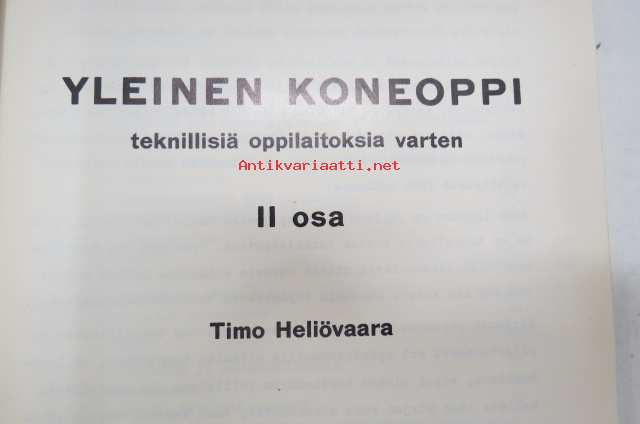 YLEINEN KONEOPPI
teknillisiä oppilaitoksia varten
Antikvariaatti.net
II osa
Timo Heliövaara